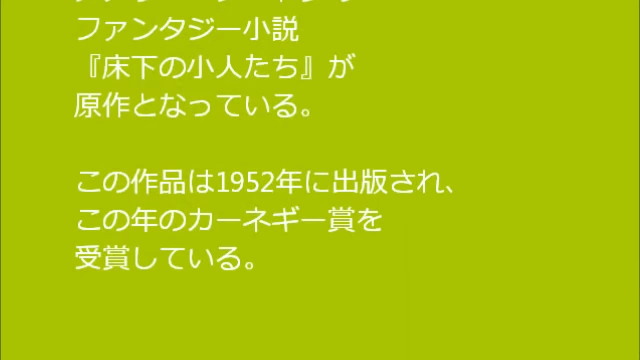 ファンタジー小説
『床下の小人たち』が
原作となっている。
この作品は1952年に出版され、
この年のカーネギー賞を
受賞している。